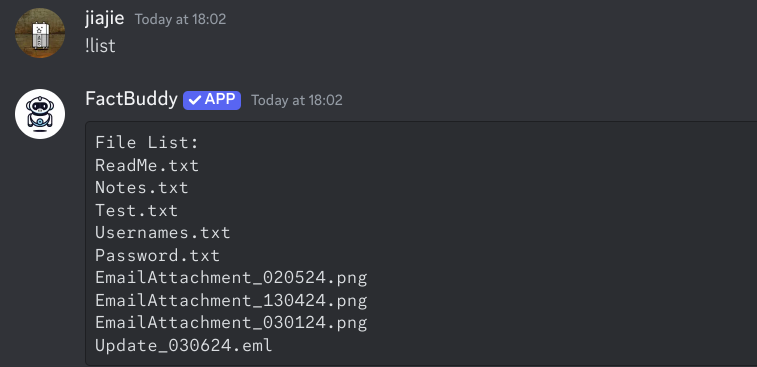 jiajie Today at 18:02
!list
FactBuddy ✓ APP Today at 18:02
File List:
ReadMe.txt
Notes.txt
Test.txt
Usernames.txt
Password.txt
EmailAttachment_020524.png
EmailAttachment_130424.png
EmailAttachment_030124.png
Update_030624.eml